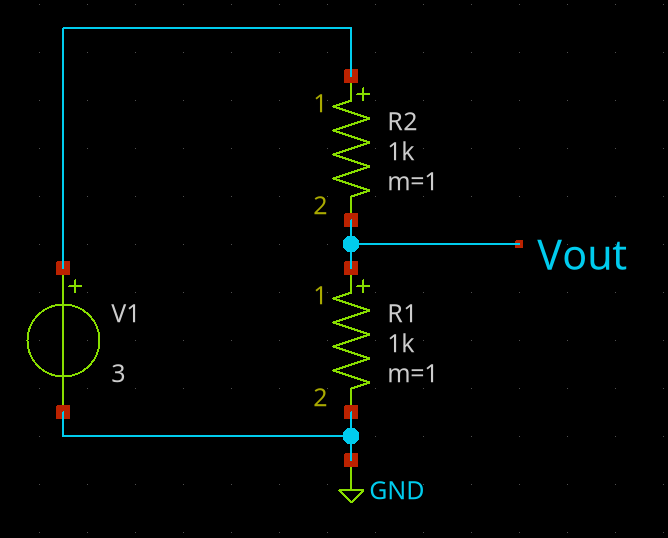 1
+
R2
1k
m=1
2
Vout
+
1
+
V1
R1
1k
3
m=1
2
GND